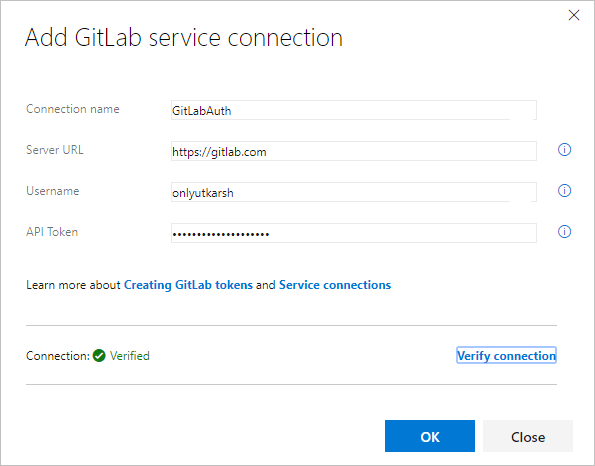 Add GitLab service connection
Connection name GitLabAuth
Server URL https://gitlab.com
Username onlyutkarsh
API Token ••••••••••••••••••••
Learn more about Creating GitLab tokens and Service connections
Connection: Verified Verify connection
OK Close